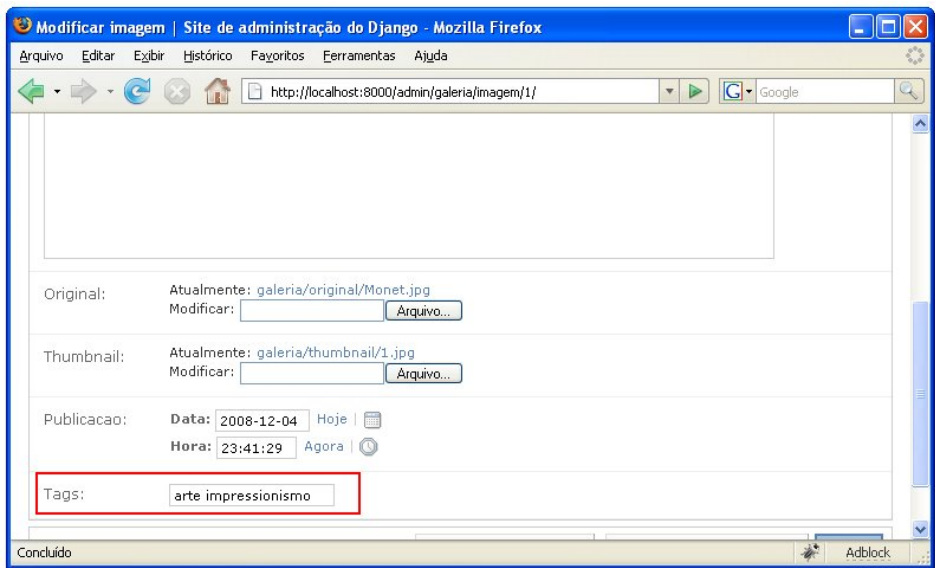 Modificar imagem | Site de administração do Django - Mozilla Firefox
Arquivo Editar Exibir Histórico Favoritos Ferramentas Ajuda
http://localhost:8000/admin/galeria/imagem/1/ G Google
Original: Atualmente: galeria/original/Monet.jpg
Modificar: Arquivo...
Thumbnail: Atualmente: galeria/thumbnail/1.jpg
Modificar: Arquivo...
Publicacao: Data: 2008-12-04 Hoje |
Hora: 23:41:29 Agora |
Tags: arte impressionismo
Concluído Adblock